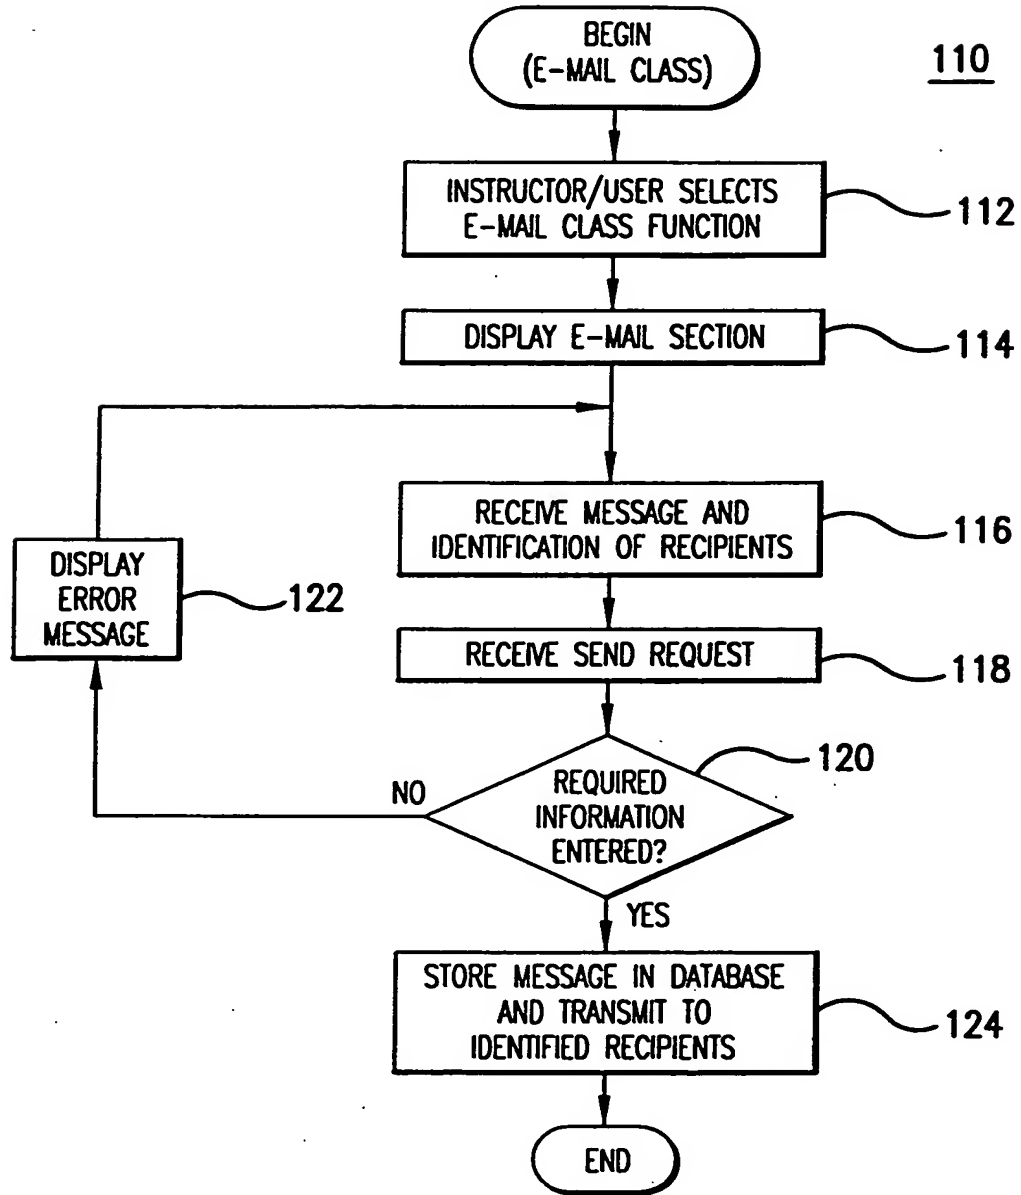 BEGIN
(E-MAIL CLASS)
110
INSTRUCTOR/USER SELECTS
E-MAIL CLASS FUNCTION
112
DISPLAY E-MAIL SECTION
114
RECEIVE MESSAGE AND
IDENTIFICATION OF RECIPIENTS
116
DISPLAY
ERROR
MESSAGE
122
RECEIVE SEND REQUEST
118
REQUIRED
INFORMATION
ENTERED?
120
NO
YES
STORE MESSAGE IN DATABASE
AND TRANSMIT TO
IDENTIFIED RECIPIENTS
124
END